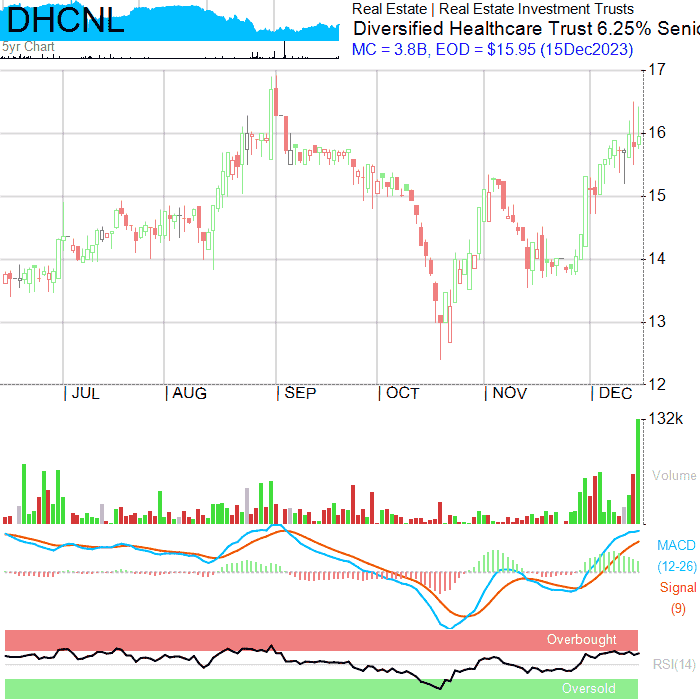 DHCNL
5yr Chart
Real Estate | Real Estate Investment Trusts
Diversified Healthcare Trust 6.25% Senio
MC = 3.8B, EOD = $15.95 (15Dec2023)
17
16
15
14
13
12
JUL AUG SEP OCT NOV DEC
132k
Volume
MACD
(12-26)
Signal
(9)
Overbought
RSI(14)
Oversold